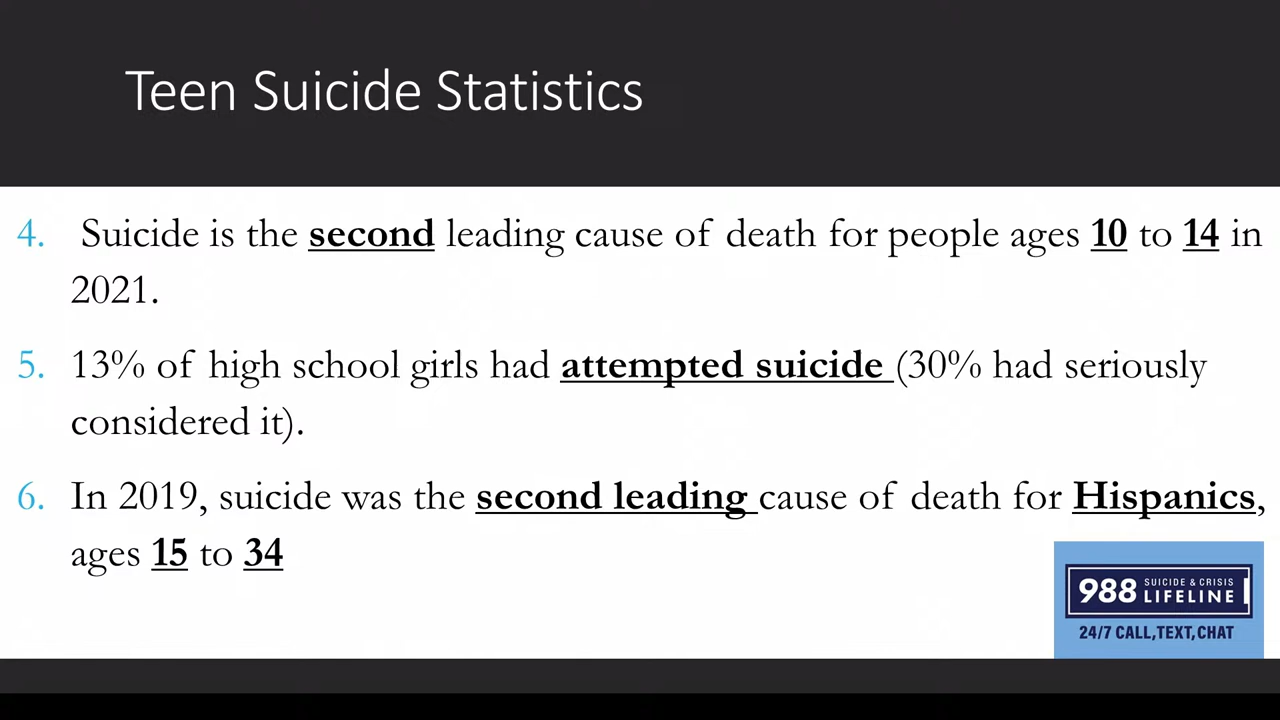 Teen Suicide Statistics
4. Suicide is the second leading cause of death for people ages 10 to 14 in
2021.
5. 13% of high school girls had attempted suicide (30% had seriously
considered it).
6. In 2019, suicide was the second leading cause of death for Hispanics,
ages 15 to 34
988 SUICIDE & CRISIS
LIFELINE
24/7 CALL,TEXT,CHAT